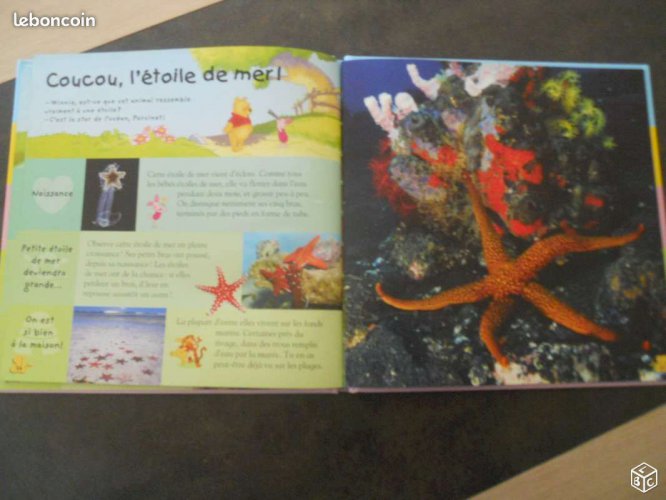 leboncoin
Coucou, l'étoile de mer!
—Winnie, est-ce que cet animal ressemble
vraiment à une étoile?
—C'est la star de l'océan, Porcinet!
Naissance
Cette étoile de mer vient d'éclore. Comme tous
les bébés étoiles de mer, elle va flotter dans l'eau
pendant deux mois, et grossir peu à peu.
On distingue nettement ses cinq bras,
terminés par des pieds en forme de tube.
Petite étoile
de mer
deviendra
grande...
Observe cette étoile de mer en pleine
croissance! Ses petits bras ont poussé,
depuis sa naissance! Les étoiles
de mer ont de la chance: si elles
perdent un bras, il leur en
repousse aussitôt un autre!
On est
si bien
à la maison!
La plupart d'entre elles vivent sur les fonds
marins. Certaines, près du
rivage, dans des trous remplis
d'eau par la marée. Tu en as
peut-être déjà vu sur les plages.
LBC